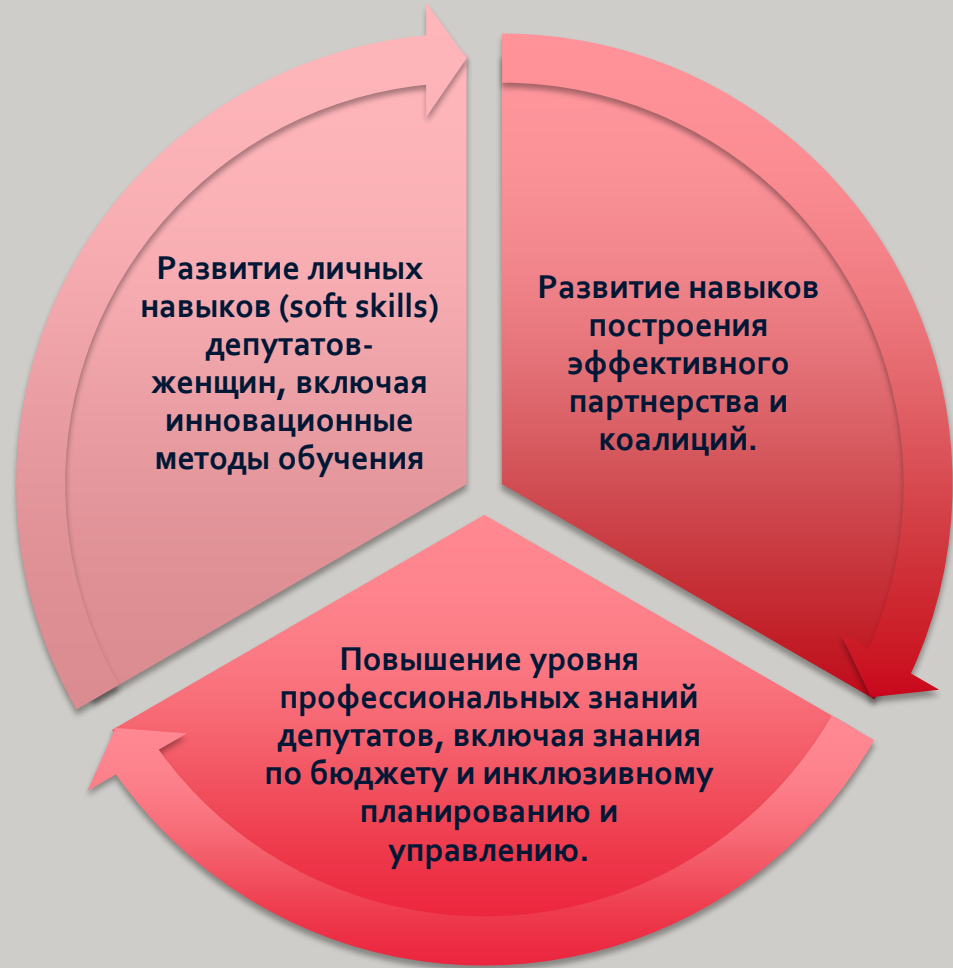 Развитие личных
навыков (soft skills)
депутатов-
женщин, включая
инновационные
методы обучения
Развитие навыков
построения
эффективного
партнерства и
коалиций.
Повышение уровня
профессиональных знаний
депутатов, включая знания
по бюджету и инклюзивному
планированию и
управлению.